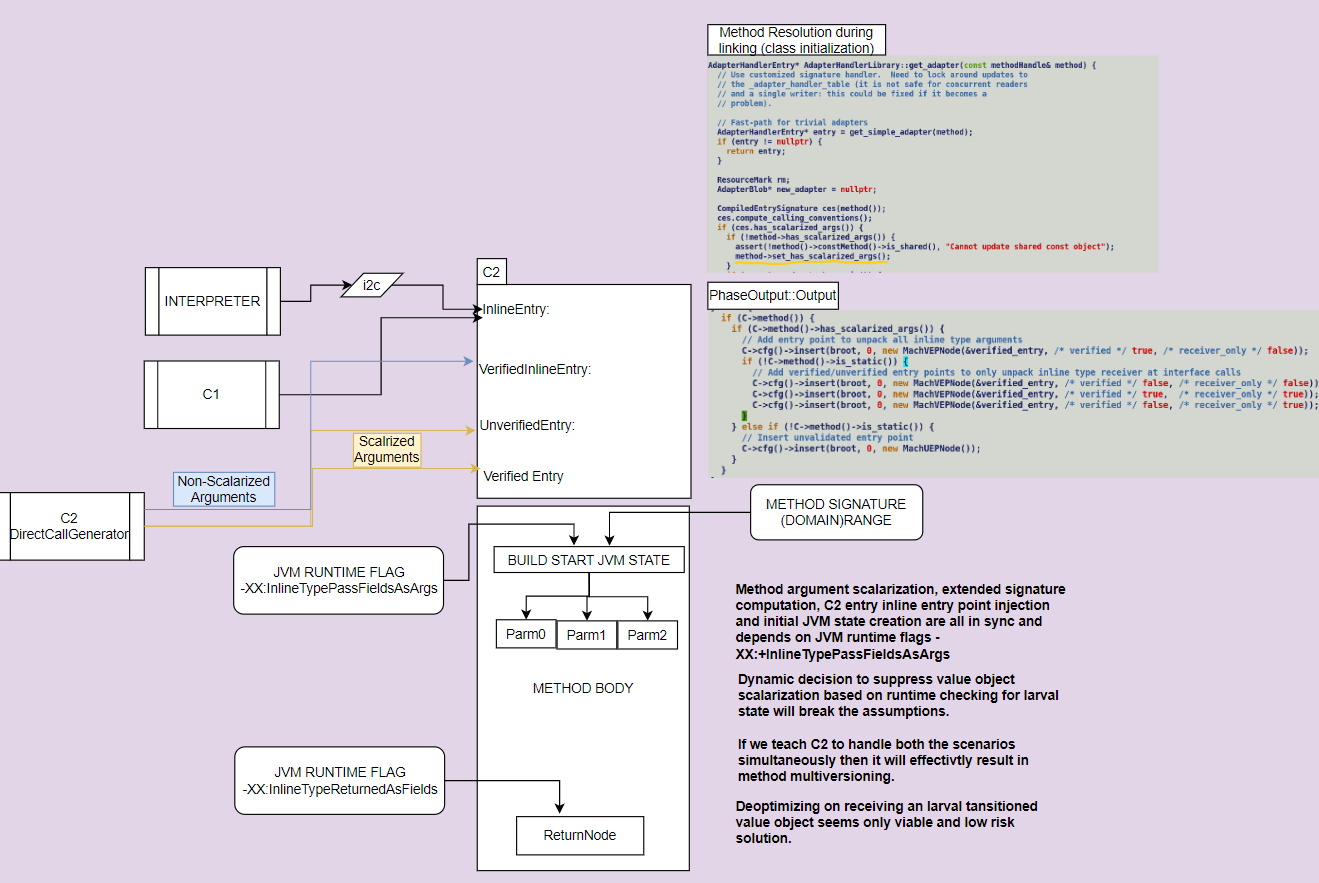 Method Resolution during
linking (class initialization)
AdapterHandlerEntry* AdapterHandlerLibrary::get_adapter(const methodHandle& method) {
// Use customized signature handler.  Need to lock around updates to
// the _adapter_handler_table (it is not safe for concurrent readers
// and a single writer: this could be fixed if it becomes a
// problem).
// Fast-path for trivial adapters
AdapterHandlerEntry* entry = get_simple_adapter(method);
if (entry != nullptr) {
return entry;
}
ResourceMark rm;
AdapterBlob* new_adapter = nullptr;
CompiledEntrySignature ces(method());
ces.compute_calling_conventions();
if (ces.has_scalarized_args()) {
if (!method->has_scalarized_args()) {
assert(!method()->constMethod()->is_shared(), "Cannot update shared const object");
method->set_has_scalarized_args();
}
INTERPRETER
i2c
C1
C2
DirectCallGenerator
Non-Scalarized
Arguments
Scalrized
Arguments
C2
InlineEntry:
VerifiedInlineEntry:
UnverifiedEntry:
Verified Entry
PhaseOutput::Output
if (C->method()) {
if (C->method()->has_scalarized_args()) {
// Add entry point to unpack all inline type arguments
C->cfg()->insert(broot, 0, new MachVEPNode(&verified_entry, /* verified */ true, /* receiver_only */ false));
if (!C->method()->is_static()) {
// Add verified/unverified entry points to only unpack inline type receiver at interface calls
C->cfg()->insert(broot, 0, new MachVEPNode(&verified_entry, /* verified */ false, /* receiver_only */ false));
C->cfg()->insert(broot, 0, new MachVEPNode(&verified_entry, /* verified */ true,  /* receiver_only */ true));
C->cfg()->insert(broot, 0, new MachVEPNode(&verified_entry, /* verified */ false, /* receiver_only */ true));
}
} else if (!C->method()->is_static()) {
// Insert unvalidated entry point
C->cfg()->insert(broot, 0, new MachUEPNode());
}
}
METHOD SIGNATURE
(DOMAIN)RANGE
JVM RUNTIME FLAG
-XX:InlineTypePassFieldsAsArgs
BUILD START JVM STATE
Parm0
Parm1
Parm2
METHOD BODY
JVM RUNTIME FLAG
-XX:InlineTypeReturnedAsFields
ReturnNode
Method argument scalarization, extended signature
computation, C2 entry inline entry point injection
and initial JVM state creation are all in sync and
depends on JVM runtime flags -
XX:+InlineTypePassFieldsAsArgs
Dynamic decision to suppress value object
scalarization based on runtime checking for larval
state will break the assumptions.
If we teach C2 to handle both the scenarios
simultaneously then it will effectivtly result in
method multiversioning.
Deoptimizing on receiving an larval tansitioned
value object seems only viable and low risk
solution.